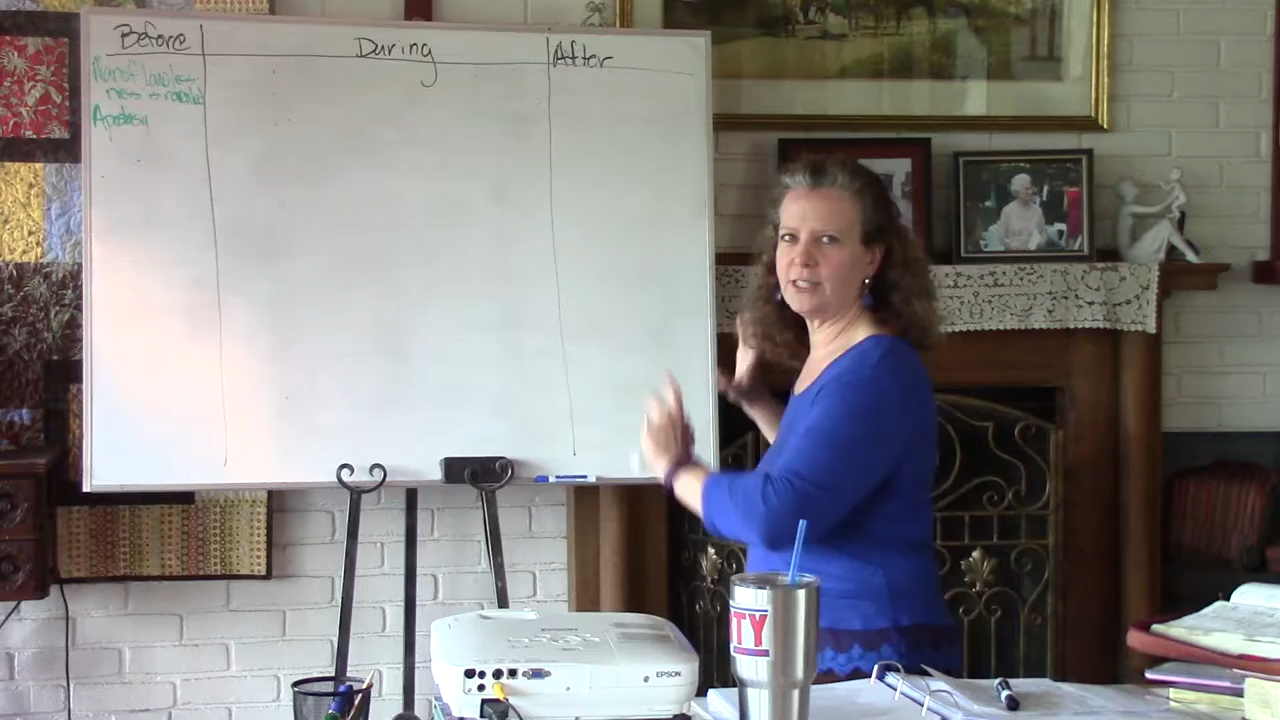 Before During After
Man of lawless-
ness is revealed
Apostasy
EPSON
TY